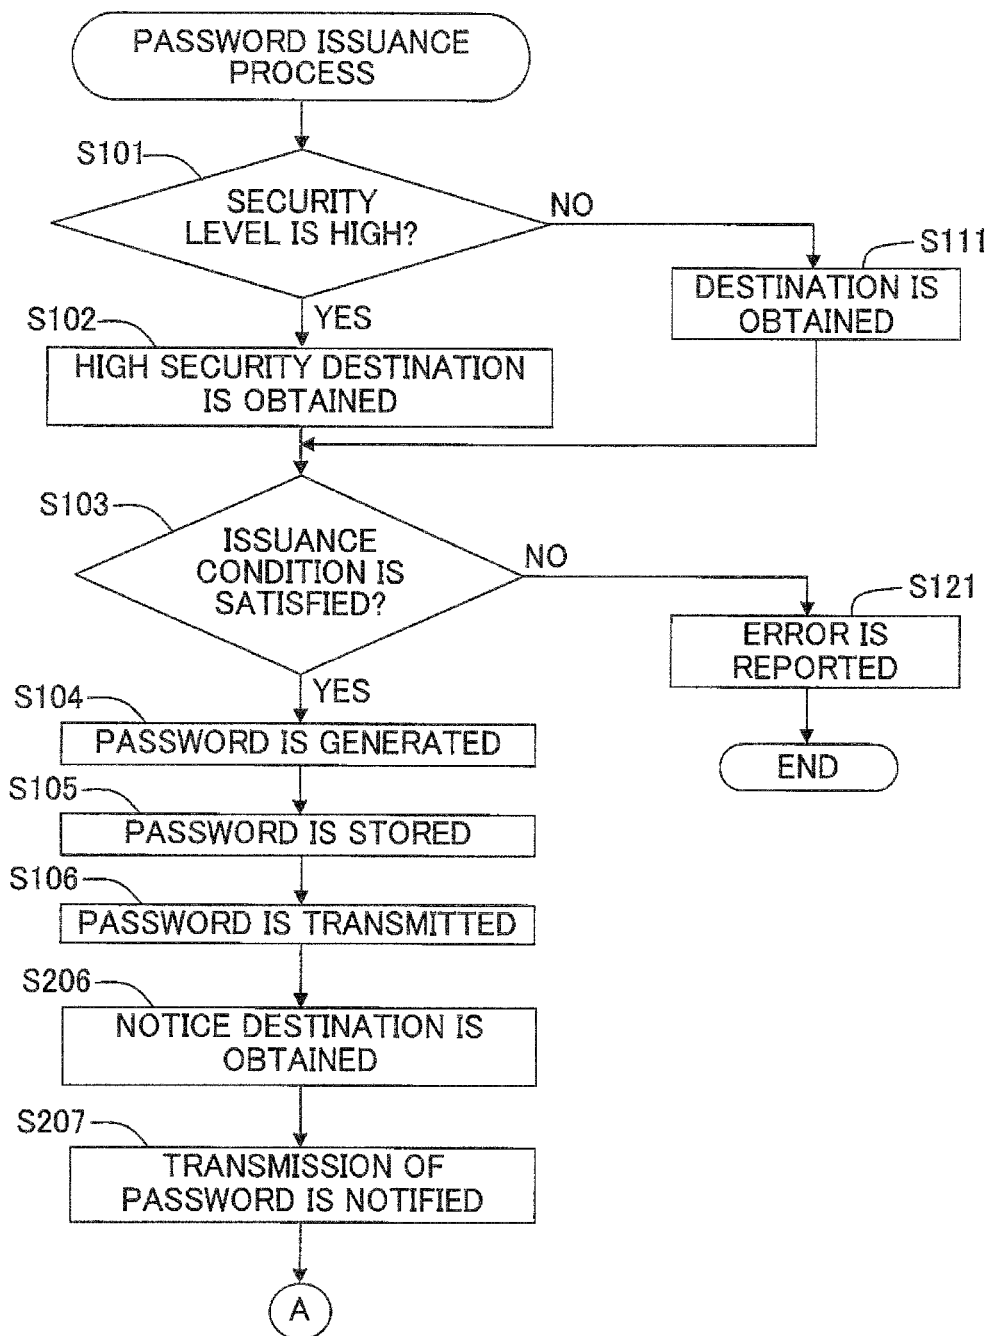 PASSWORD ISSUANCE
PROCESS
S101
SECURITY
LEVEL IS HIGH?
NO
S111
DESTINATION IS
OBTAINED
YES
S102
HIGH SECURITY DESTINATION
IS OBTAINED
S103
ISSUANCE
CONDITION IS
SATISFIED?
NO
S121
ERROR IS
REPORTED
END
YES
S104
PASSWORD IS GENERATED
S105
PASSWORD IS STORED
S106
PASSWORD IS TRANSMITTED
S206
NOTICE DESTINATION IS
OBTAINED
S207
TRANSMISSION OF
PASSWORD IS NOTIFIED
A